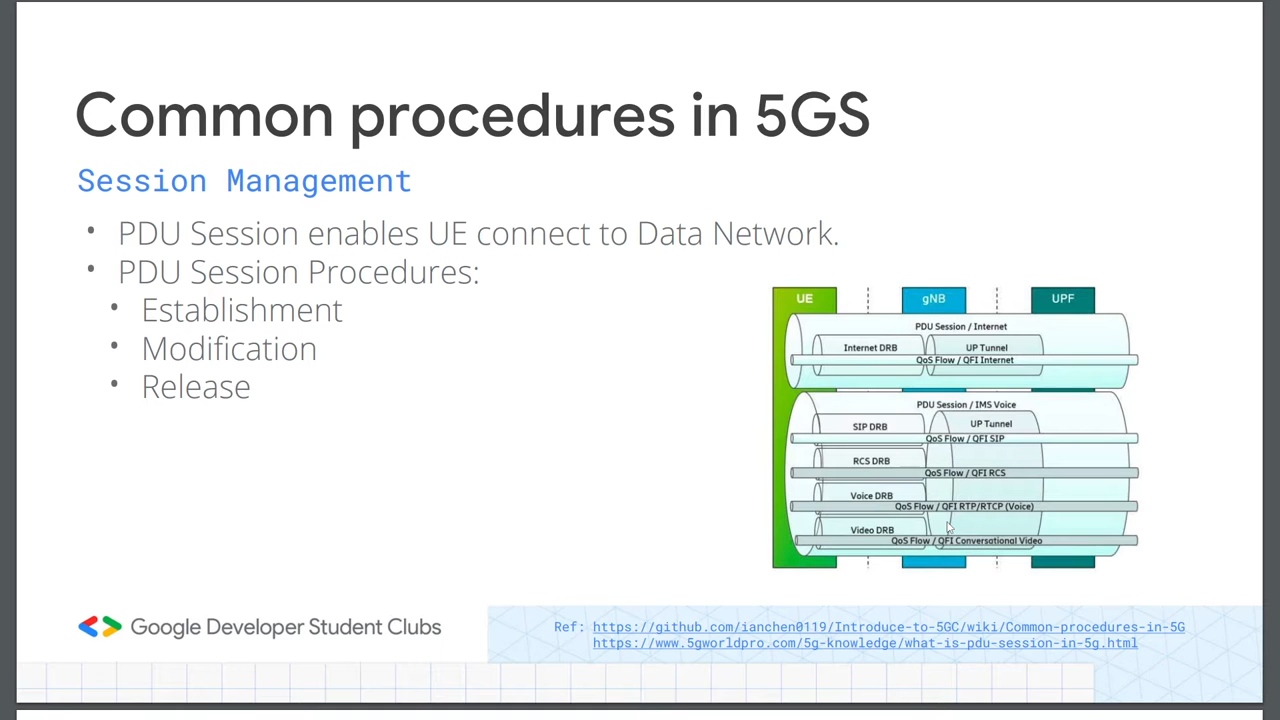 Common procedures in 5GS
Session Management
• PDU Session enables UE connect to Data Network.
• PDU Session Procedures:
• Establishment
• Modification
• Release
UE
gNB
UPF
PDU Session / Internet
Internet DRB
UP Tunnel
QoS Flow / QFI Internet
PDU Session / IMS Voice
SIP DRB
UP Tunnel
QoS Flow / QFI SIP
RCS DRB
QoS Flow / QFI RCS
Voice DRB
QoS Flow / QFI RTP/RTCP (Voice)
Video DRB
QoS Flow / QFI Conversational Video
Google Developer Student Clubs
Ref: https://github.com/ianchen0119/Introduce-to-5GC/wiki/Common-procedures-in-5G
https://www.5gworldpro.com/5g-knowledge/what-is-pdu-session-in-5g.html